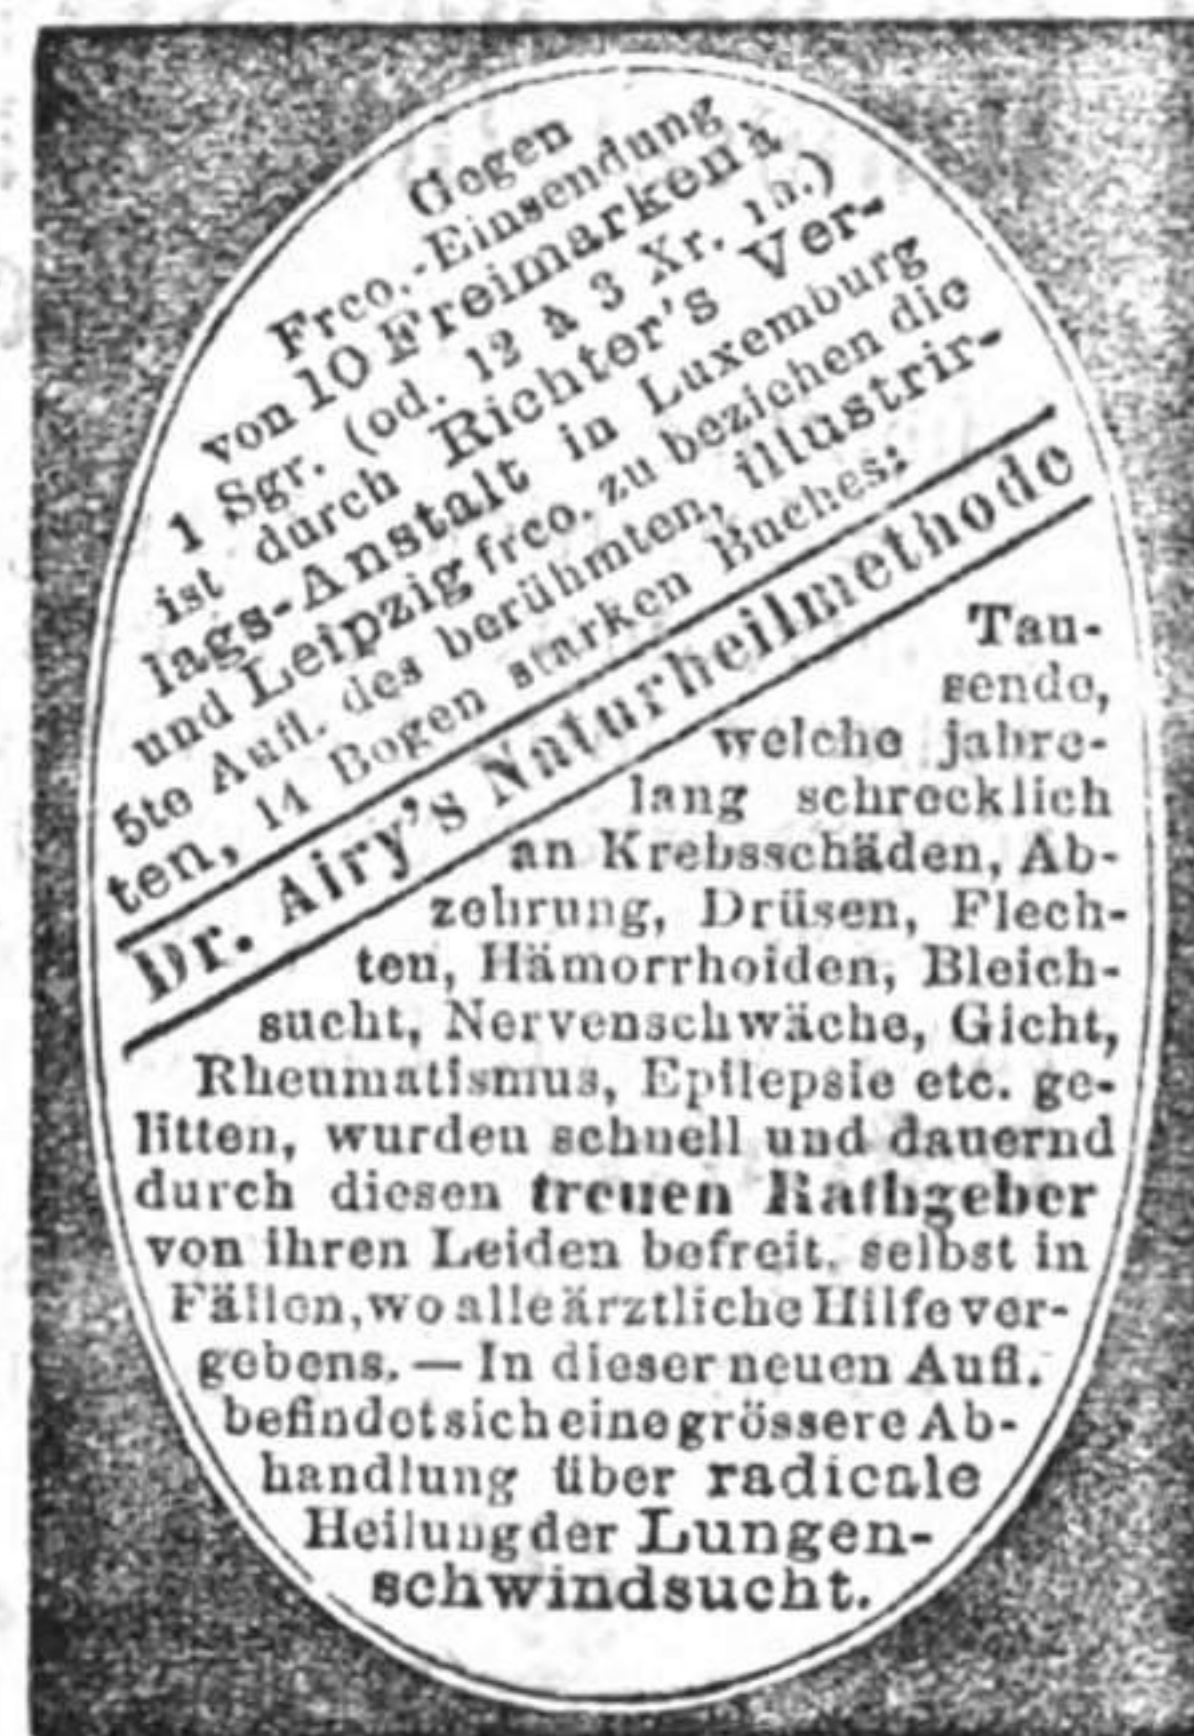 Gegen
Frco.-Einsendung
von 10 Freimarken à
1 Sgr. (od. 12 à 3 Xr. rh.)
ist durch Richter's Ver-
lags-Anstalt in Luxemburg
und Leipzig frco. zu beziehen die
5te Aufl. des berühmten, illustrir-
ten, 14 Bogen starken Buches:
Dr. Airy's Naturheilmethode
Tau-
sende,
welche jahre-
lang schrecklich
an Krebsschäden, Ab-
zehrung, Drüsen, Flech-
ten, Hämorrhoiden, Bleich-
sucht, Nervenschwäche, Gicht,
Rheumatismus, Epilepsie etc. ge-
litten, wurden schnell und dauernd
durch diesen treuen Rathgeber
von ihren Leiden befreit, selbst in
Fällen, wo alle ärztliche Hilfe ver-
gebens. — In dieser neuen Aufl.
befindet sich eine grössere Ab-
handlung über radicale
Heilung der Lungen-
schwindsucht.